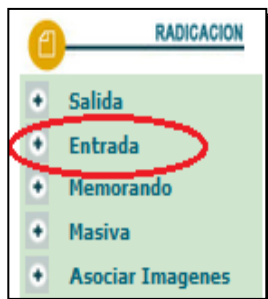 RADICACION
Salida
Entrada
Memorando
Masiva
Asociar Imagenes